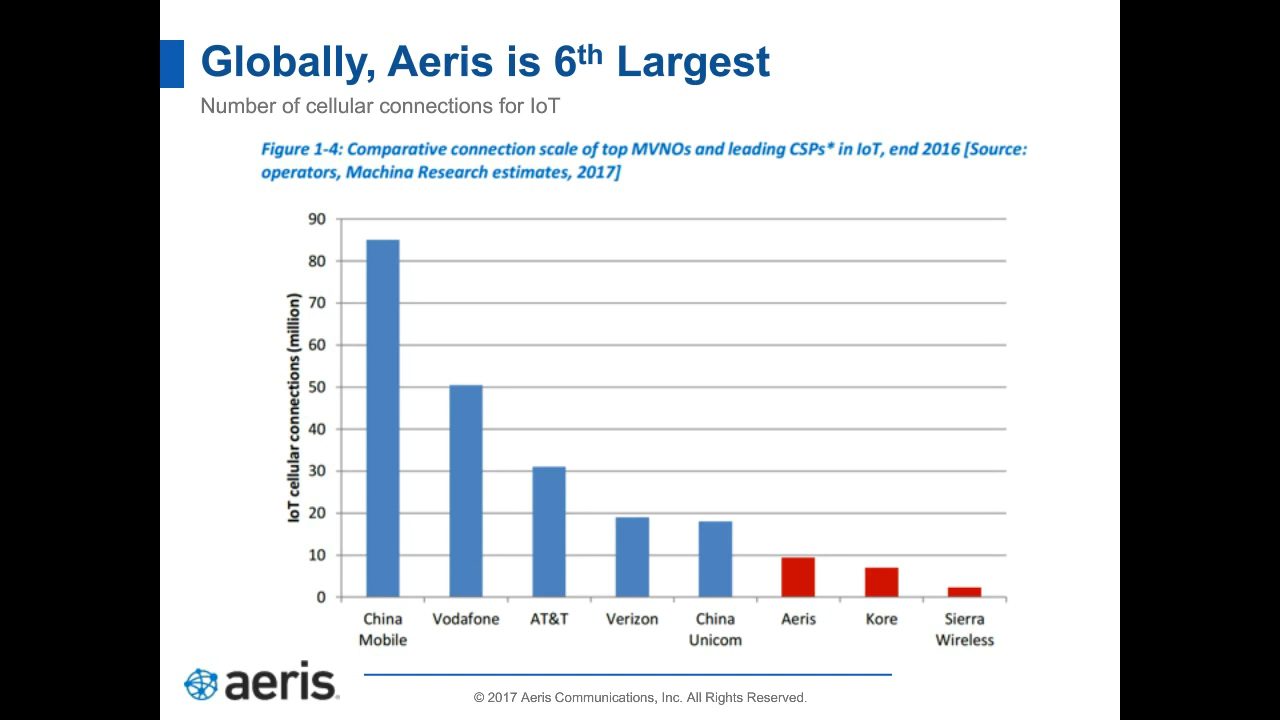 Globally, Aeris is 6th Largest
Number of cellular connections for IoT
Figure 1-4: Comparative connection scale of top MVNOs and leading CSPs* in IoT, end 2016 [Source:
operators, Machina Research estimates, 2017]
IoT cellular connections (million)
90
80
70
60
50
40
30
20
10
0
China Mobile
Vodafone
AT&T
Verizon
China Unicom
Aeris
Kore
Sierra Wireless
aeris
© 2017 Aeris Communications, Inc. All Rights Reserved.